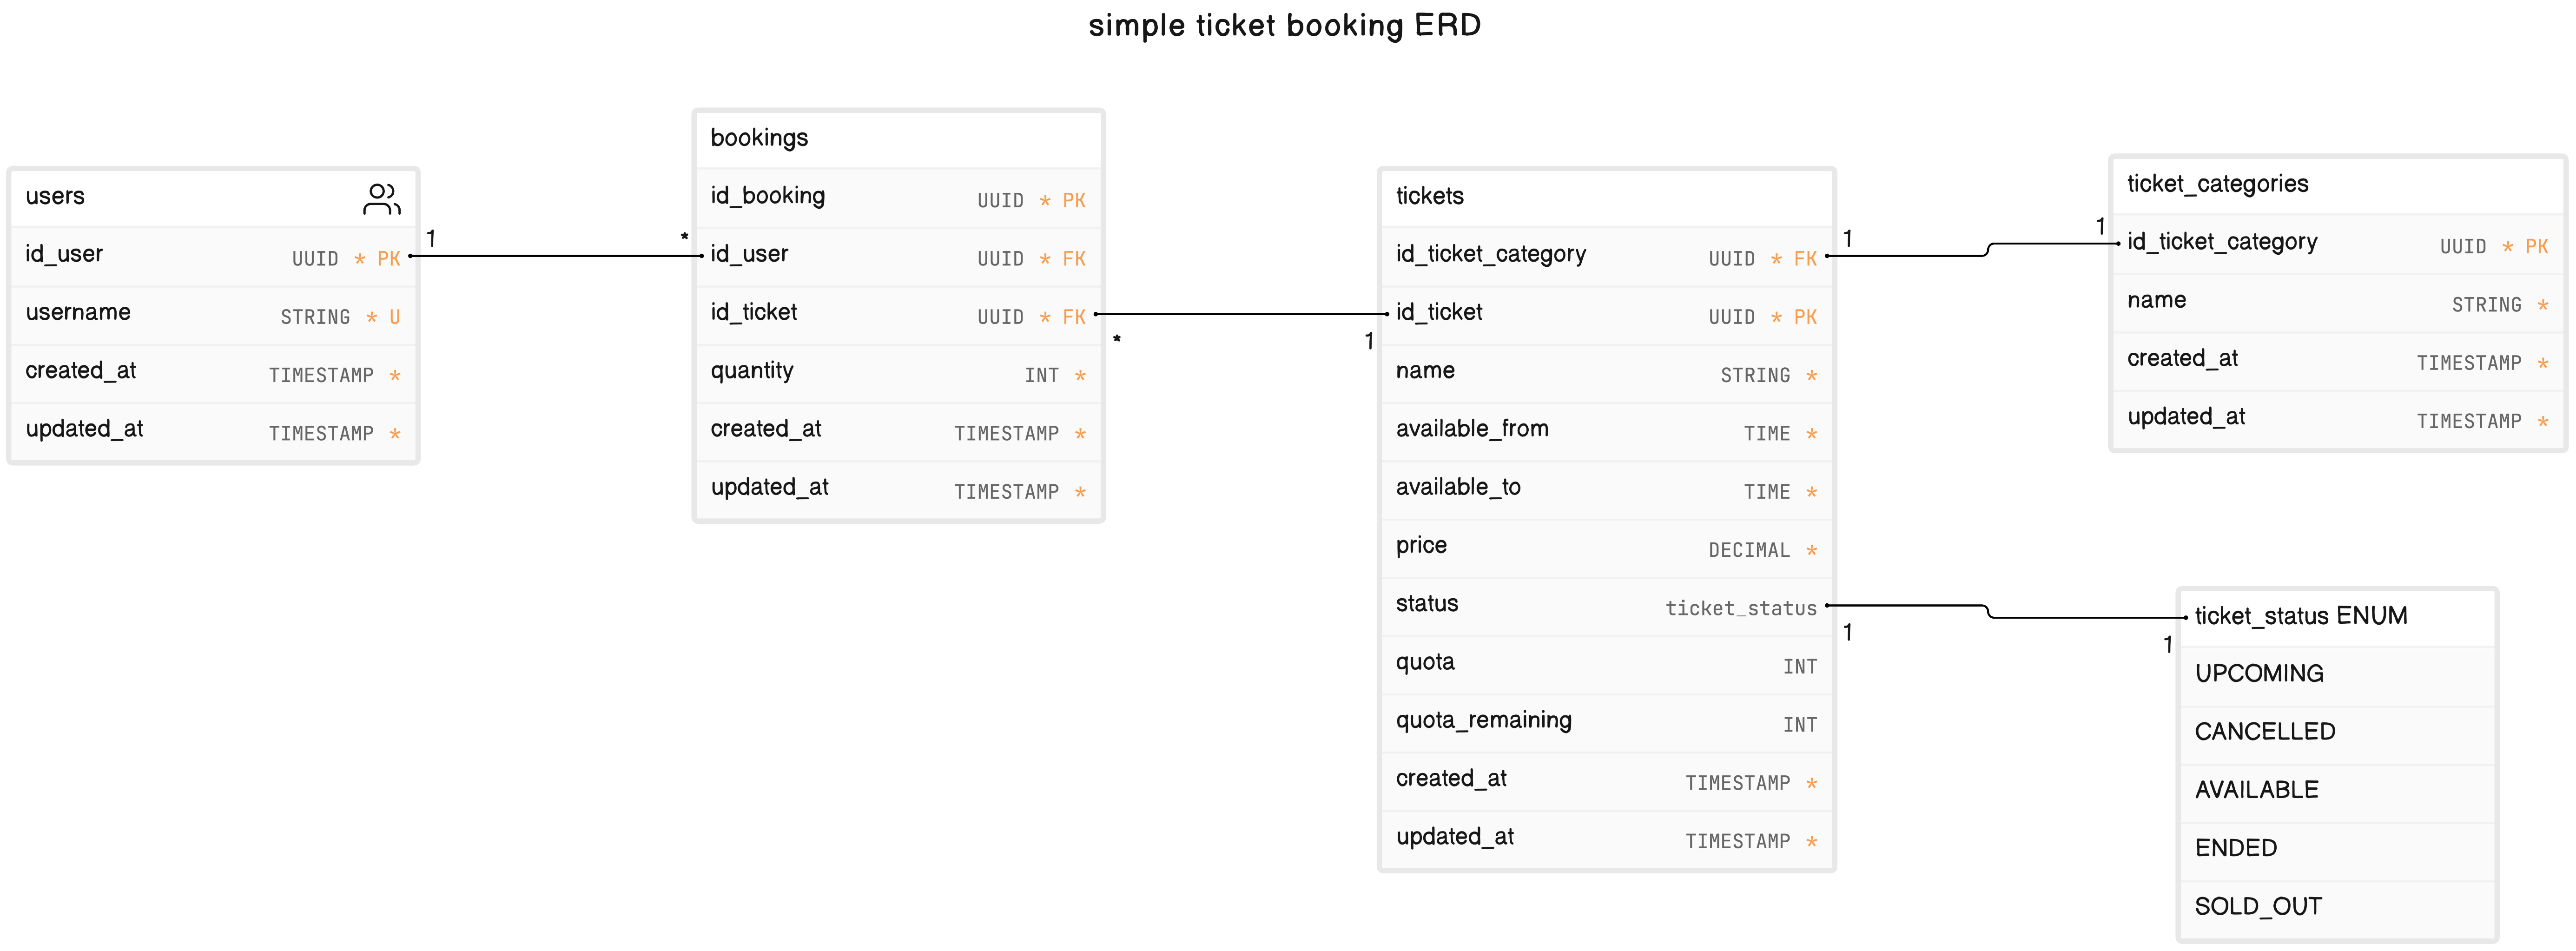 simple ticket booking ERD
users
id_user UUID * PK
username STRING * U
created_at TIMESTAMP *
updated_at TIMESTAMP *
1 *
bookings
id_booking UUID * PK
id_user UUID * FK
id_ticket UUID * FK
quantity INT *
created_at TIMESTAMP *
updated_at TIMESTAMP *
* 1
tickets
id_ticket_category UUID * FK
id_ticket UUID * PK
name STRING *
available_from TIME *
available_to TIME *
price DECIMAL *
status ticket_status
quota INT
quota_remaining INT
created_at TIMESTAMP *
updated_at TIMESTAMP *
1 1
ticket_categories
id_ticket_category UUID * PK
name STRING *
created_at TIMESTAMP *
updated_at TIMESTAMP *
1 1
ticket_status ENUM
UPCOMING
CANCELLED
AVAILABLE
ENDED
SOLD_OUT